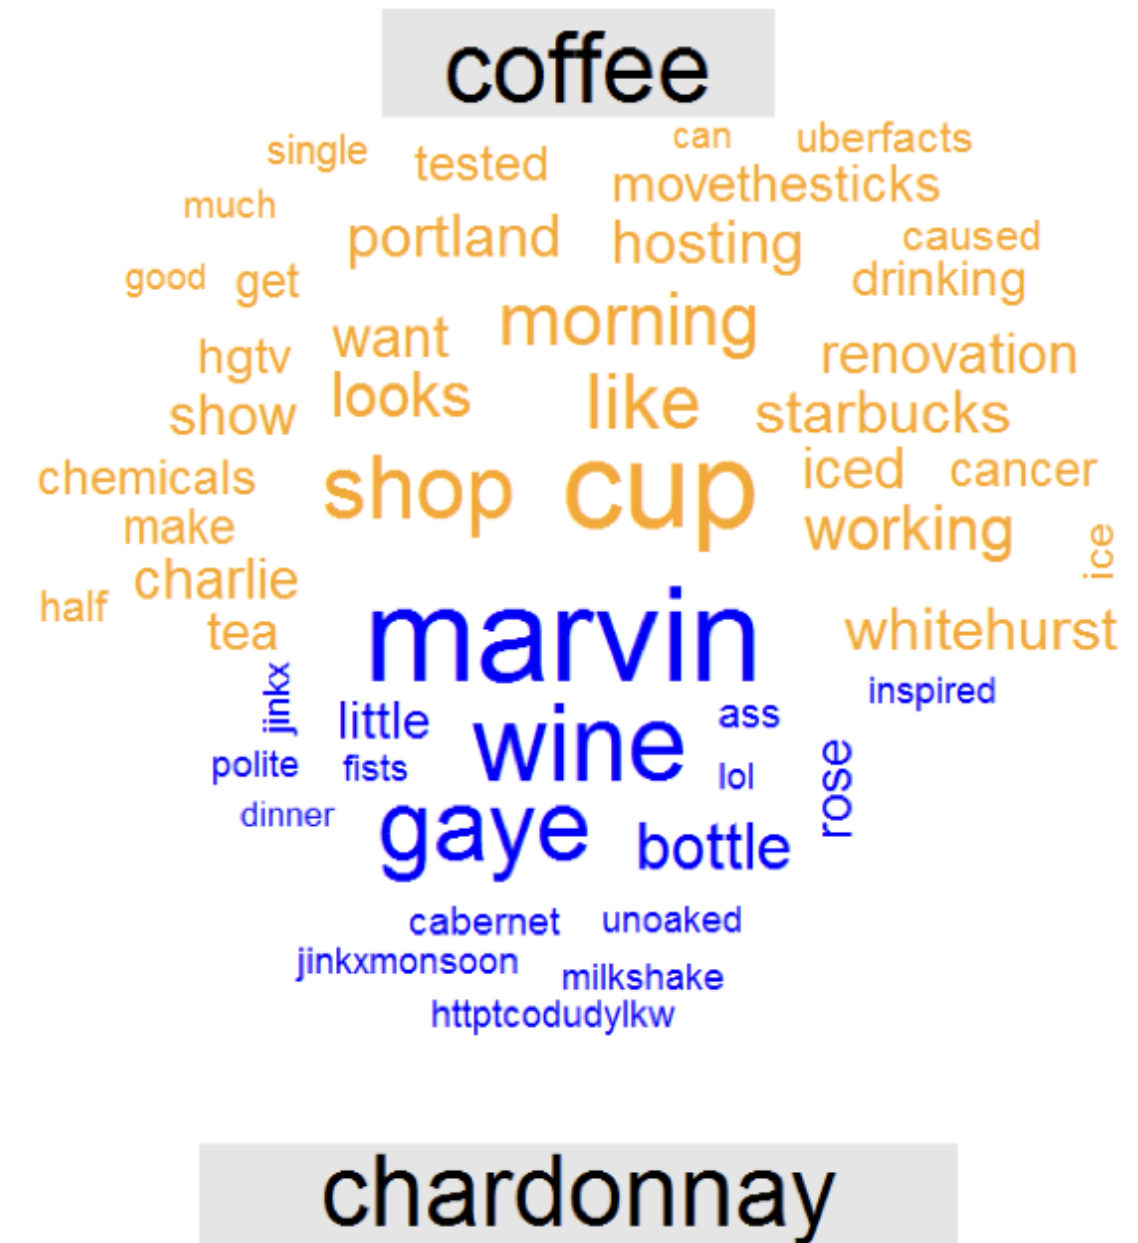 coffee
can uberfacts
single tested
movethesticks
much
portland hosting caused
good get drinking
morning
hgtv want renovation
looks like starbucks
show
chemicals shop cup iced cancer
make working
ice
charlie
half
tea marvin whitehurst
jinkx inspired
little wine ass
polite fists lol rose
dinner
gaye bottle
cabernet unoaked
jinkxmonsoon milkshake
httptcodudylkw
chardonnay